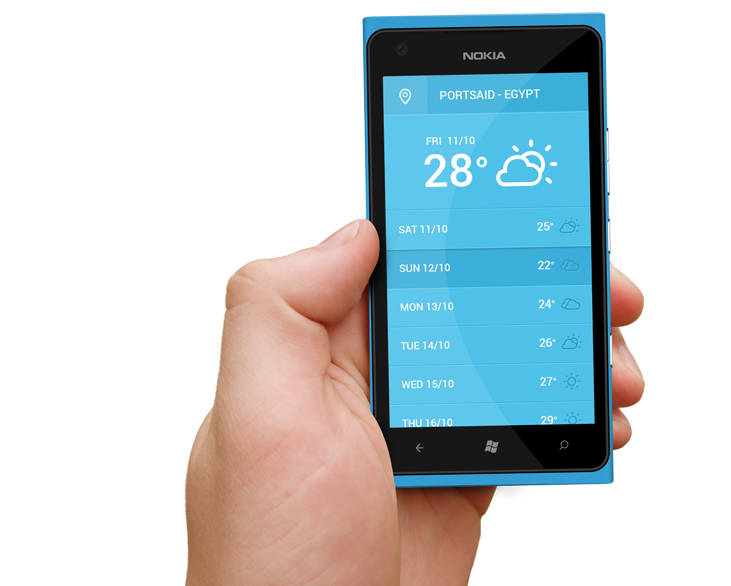 NOKIA
PORTSAID - EGYPT
FRI 11/10
28°
SAT 11/10 25°
SUN 12/10 22°
MON 13/10 24°
TUE 14/10 26°
WED 15/10 27°
THU 16/10 29°